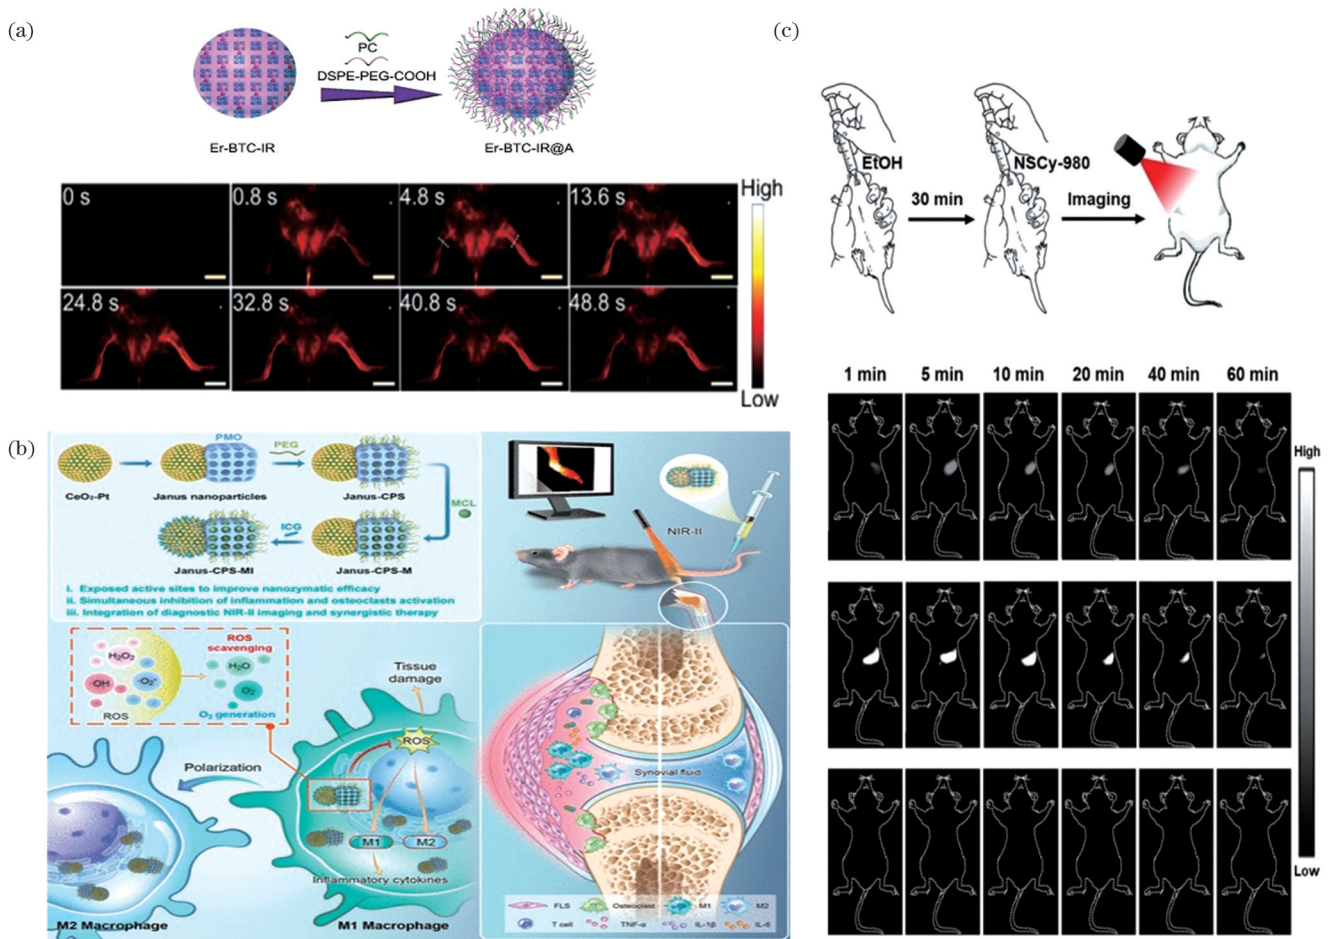 (a)
PC
DSPE-PEG-COOH
Er-BTC-IR
Er-BTC-IR@A
0 s
0.8 s
4.8 s
13.6 s
24.8 s
32.8 s
40.8 s
48.8 s
High
Low
(b)
PMO
PEG
CeO₂-Pt
Janus nanoparticles
Janus-CPS
MCL
ICG
Janus-CPS-MI
Janus-CPS-M
i. Exposed active sites to improve nanozymatic efficacy
ii. Simultaneous inhibition of inflammation and osteoclasts activation
iii. Integration of diagnostic NIR-II imaging and synergistic therapy
NIR-II
ROS
scavenging
H₂O₂
H₂O
·OH
·O₂⁻
O₂
ROS
O₂ generation
Tissue
damage
ROS
Polarization
M1
M2
Inflammatory cytokines
M2 Macrophage
M1 Macrophage
Synovial fluid
FLS
Osteoclast
M1
M2
T cell
TNF-α
IL-1β
IL-6
(c)
EtOH
NSCy-980
30 min
Imaging
1 min
5 min
10 min
20 min
40 min
60 min
High
Low